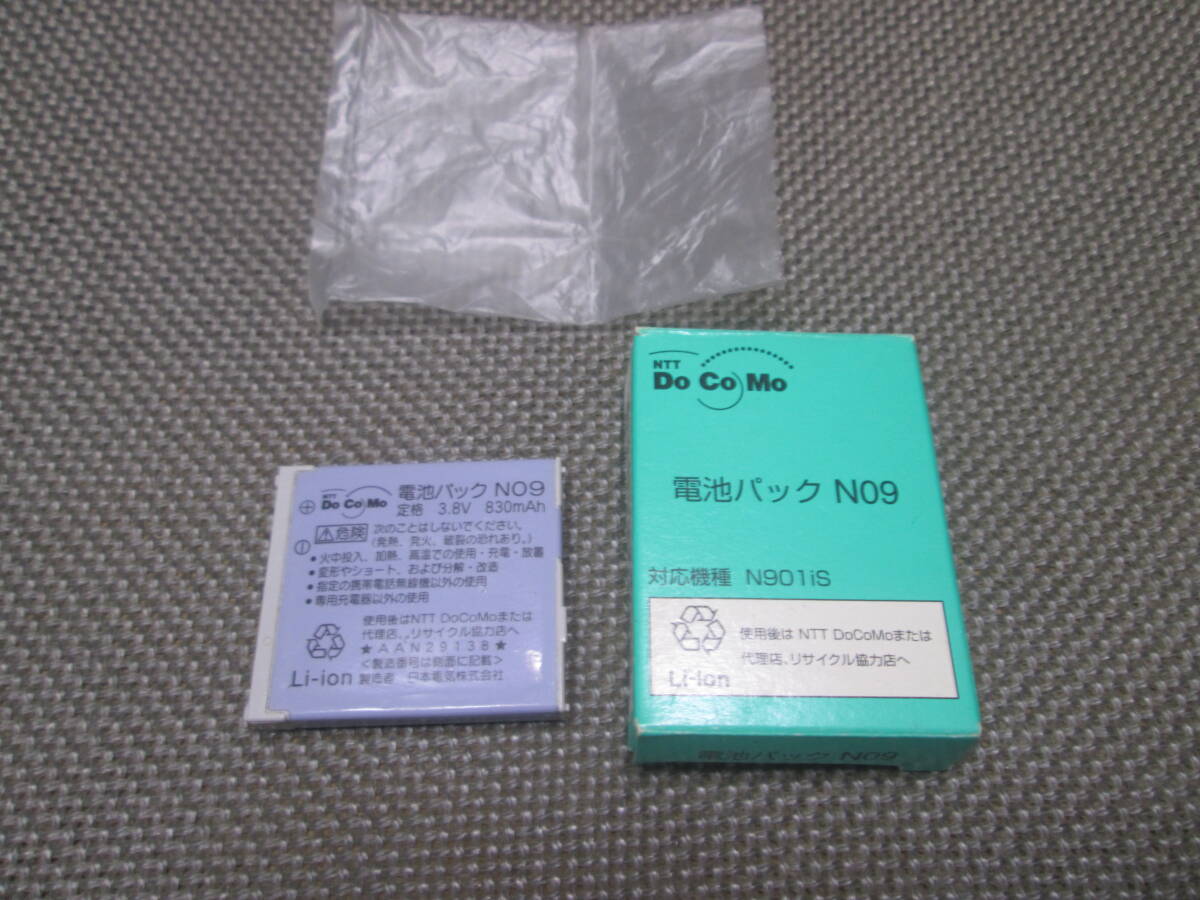 NTT
DoCoMo
電池パック N09
定格 3.8V 830mAh
危険 次のことはしないでください。
(発熱、発火、破裂の恐れあり。)
●火中投入、加熱、高温での使用・充電・放置
●変形やショート、および分解・改造
●指定の携帯電話無線機以外の使用
●専用充電器以外の使用
使用後はNTT DoCoMoまたは
代理店、リサイクル協力店へ
★AAN29138★
<製造番号は側面に記載>
Li-ion 製造者 日本電気株式会社
NTT
DoCoMo
電池パック N09
対応機種 N901iS
使用後は NTT DoCoMoまたは
代理店、リサイクル協力店へ
Li-ion
電池パック N09